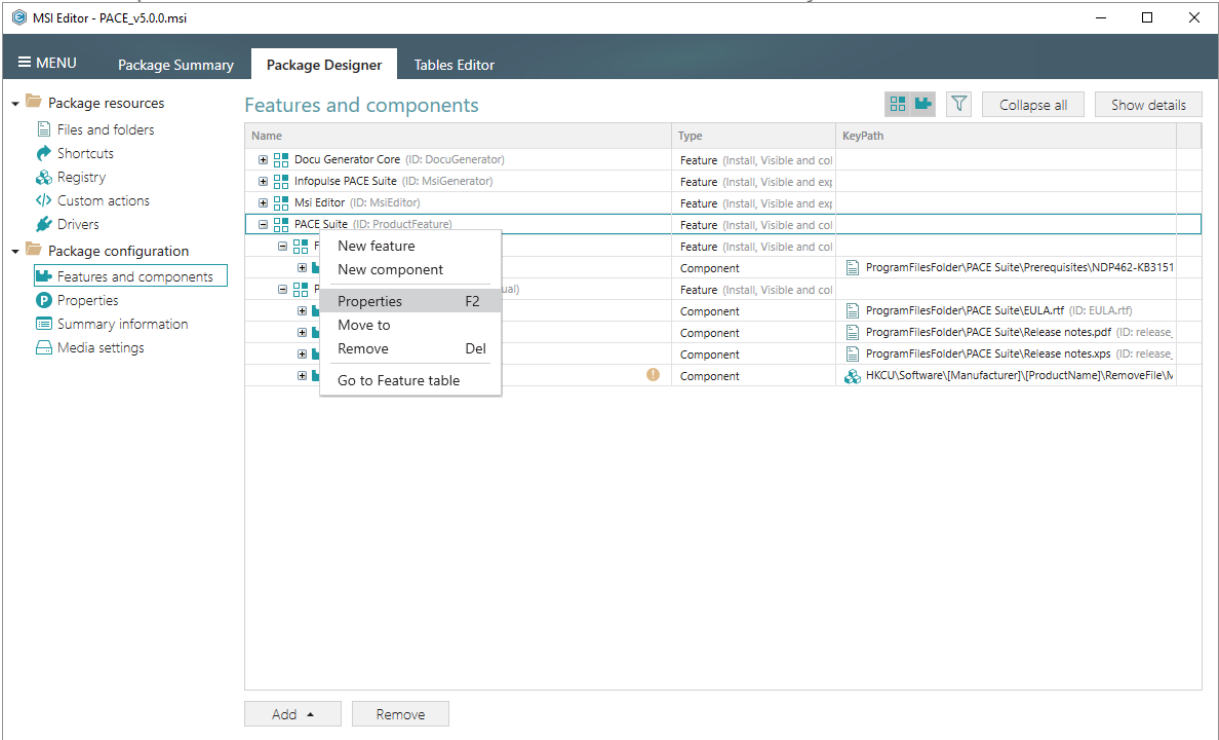 MSI Editor - PACE_v5.0.0.msi
MENU Package Summary Package Designer Tables Editor
Package resources
Files and folders
Shortcuts
Registry
Custom actions
Drivers
Package configuration
Features and components
Properties
Summary information
Media settings
Features and components
Collapse all Show details
Name Type KeyPath
Docu Generator Core (ID: DocuGenerator) Feature (Install, Visible and col
Infopulse PACE Suite (ID: MsiGenerator) Feature (Install, Visible and exp
Msi Editor (ID: MsiEditor) Feature (Install, Visible and exp
PACE Suite (ID: ProductFeature) Feature (Install, Visible and col
F Feature (Install, Visible and col
Component ProgramFilesFolder\PACE Suite\Prerequisites\NDP462-KB3151
P ual) Feature (Install, Visible and col
Component ProgramFilesFolder\PACE Suite\EULA.rtf (ID: EULA.rtf)
Component ProgramFilesFolder\PACE Suite\Release notes.pdf (ID: release_
Component ProgramFilesFolder\PACE Suite\Release notes.xps (ID: release_
Component HKCU\Software\[Manufacturer]\[ProductName]\RemoveFile\M
New feature
New component
Properties F2
Move to
Remove Del
Go to Feature table
Add Remove